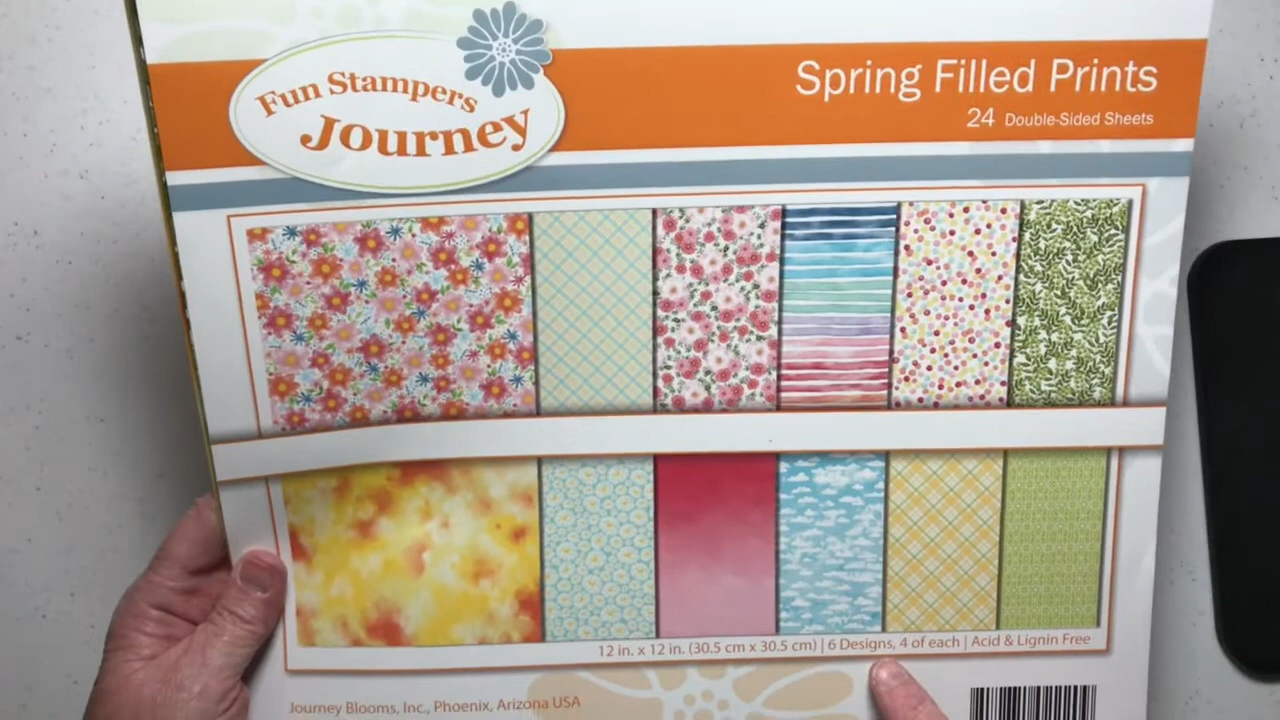 Fun Stampers
Journey
Spring Filled Prints
24 Double-Sided Sheets
12 in. x 12 in. (30.5 cm x 30.5 cm) | 6 Designs, 4 of each | Acid & Lignin Free
Journey Blooms, Inc., Phoenix, Arizona USA